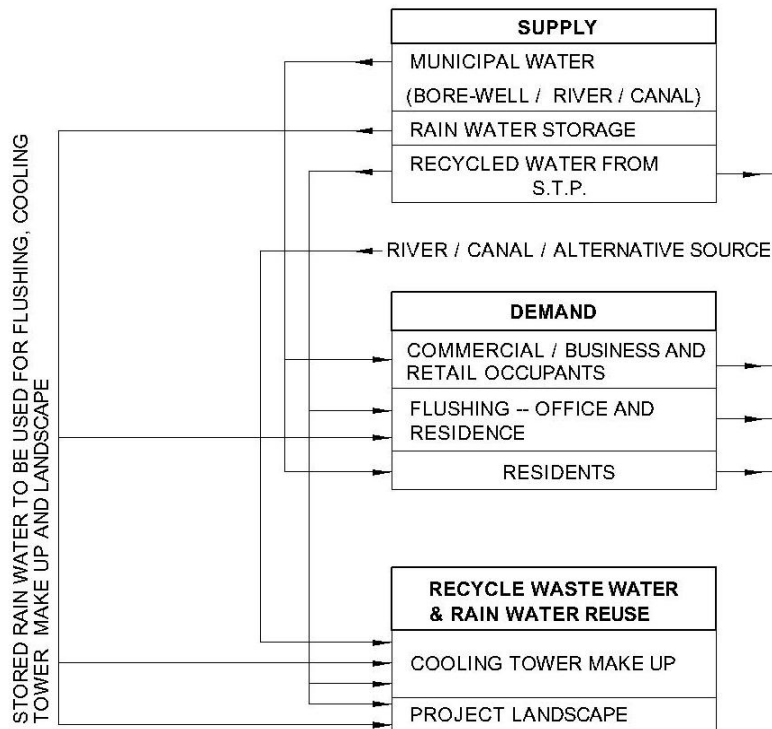 SUPPLY
MUNICIPAL WATER
(BORE-WELL / RIVER / CANAL)
RAIN WATER STORAGE
RECYCLED WATER FROM
S.T.P.
RIVER / CANAL / ALTERNATIVE SOURCE
DEMAND
COMMERCIAL / BUSINESS AND
RETAIL OCCUPANTS
FLUSHING -- OFFICE AND
RESIDENCE
RESIDENTS
RECYCLE WASTE WATER
& RAIN WATER REUSE
COOLING TOWER MAKE UP
PROJECT LANDSCAPE
STORED RAIN WATER TO BE USED FOR FLUSHING, COOLING
TOWER MAKE UP AND LANDSCAPE